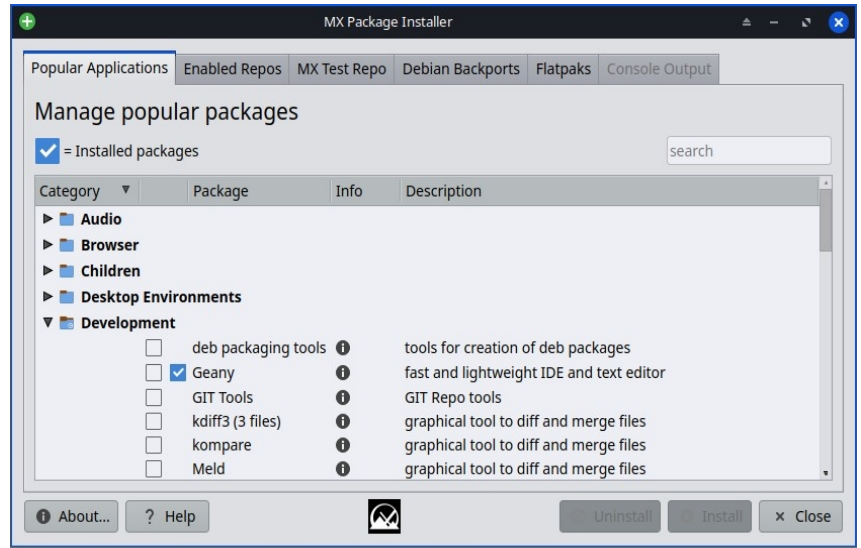 MX Package Installer
Popular Applications Enabled Repos MX Test Repo Debian Backports Flatpaks Console Output
Manage popular packages
= Installed packages search
Category Package Info Description
Audio
Browser
Children
Desktop Environments
Development
deb packaging tools tools for creation of deb packages
Geany fast and lightweight IDE and text editor
GIT Tools GIT Repo tools
kdiff3 (3 files) graphical tool to diff and merge files
kompare graphical tool to diff and merge files
Meld graphical tool to diff and merge files
About... ? Help Uninstall Install Close